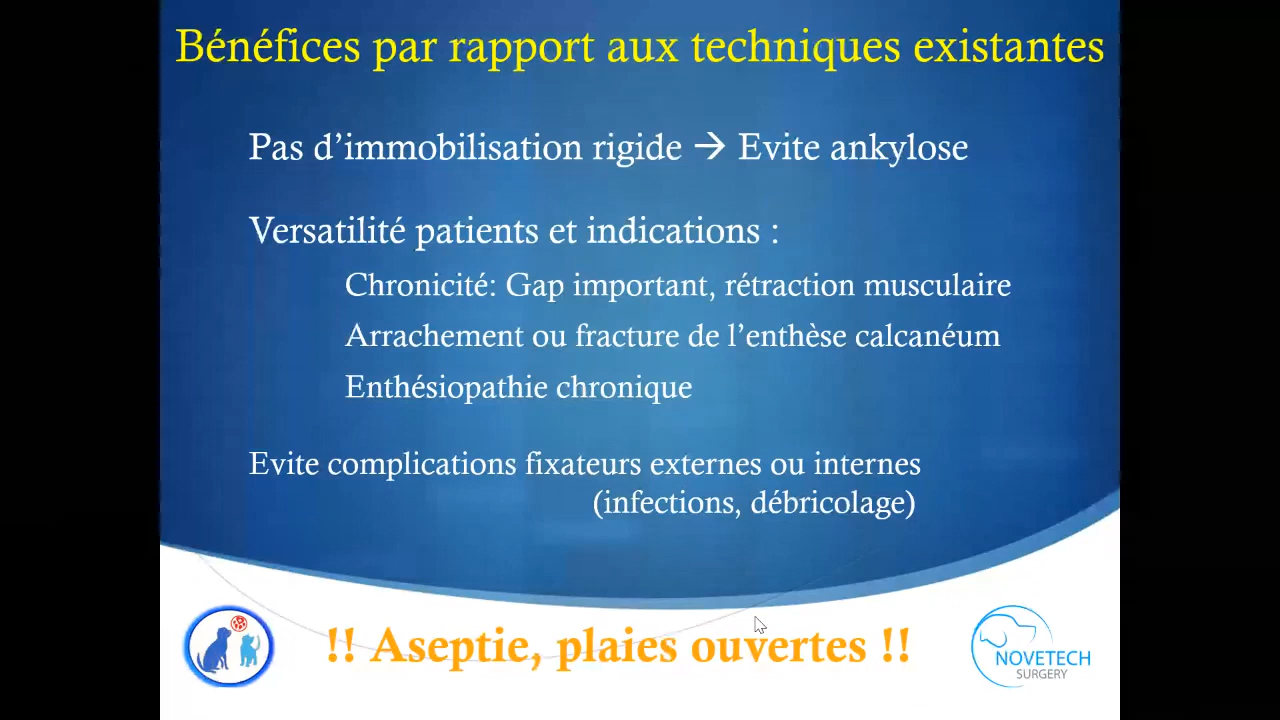 Bénéfices par rapport aux techniques existantes
Pas d’immobilisation rigide → Evite ankylose
Versatilité patients et indications :
Chronicité: Gap important, rétraction musculaire
Arrachement ou fracture de l’enthèse calcanéum
Enthésiopathie chronique
Evite complications fixateurs externes ou internes
(infections, débricolage)
!! Aseptie, plaies ouvertes !!
NOVETECH
SURGERY